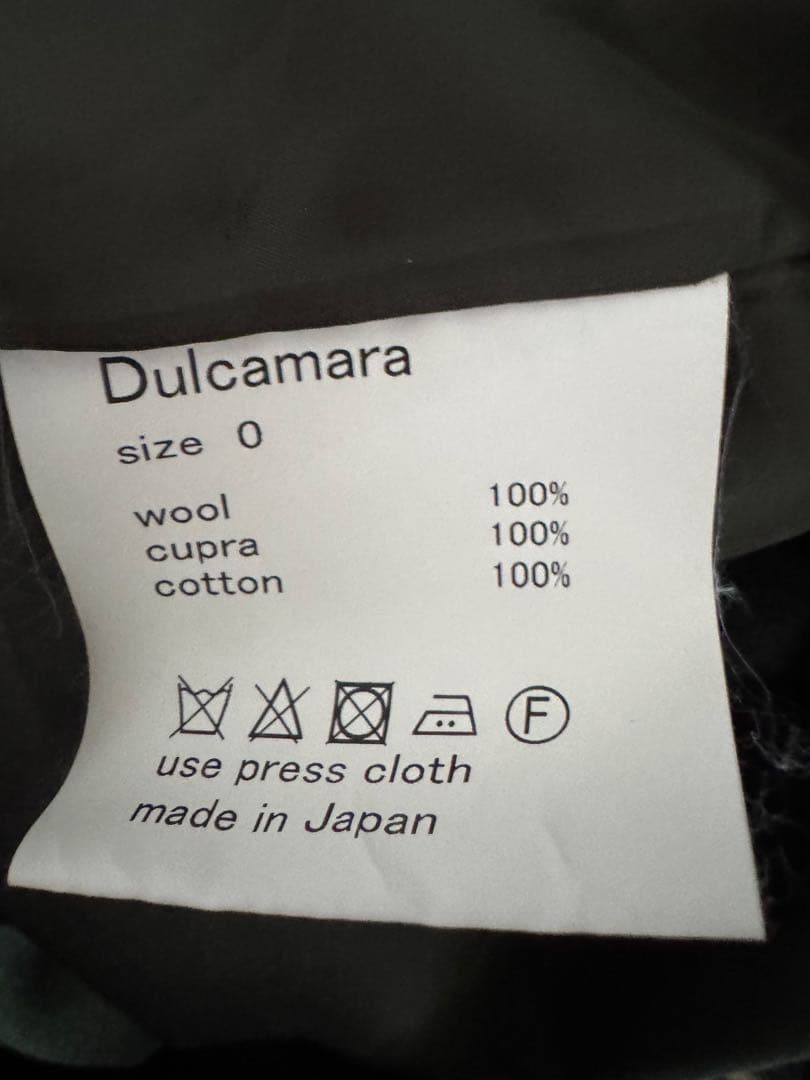 Dulcamara
size 0
wool 100%
cupra 100%
cotton 100%
F
use press cloth
made in Japan